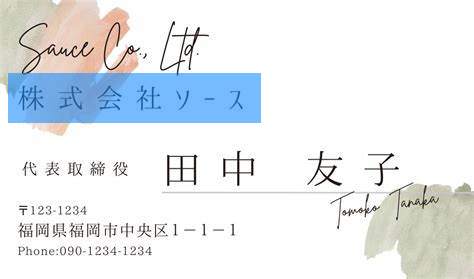 Sauce Co., Ltd.
株式会社ソース
代表取締役 田中 友子
Tomoko Tanaka
〒123-1234
福岡県福岡市中央区1-1-1
Phone:090-1234-1234